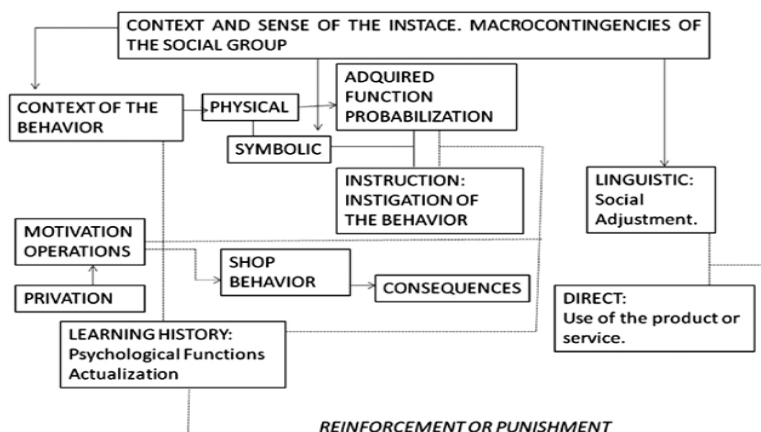 CONTEXT AND SENSE OF THE INSTACE. MACROCONTINGENCIES OF
THE SOCIAL GROUP
CONTEXT OF THE
BEHAVIOR
PHYSICAL
SYMBOLIC
ADQUIRED
FUNCTION
PROBABILIZATION
INSTRUCTION:
INSTIGATION OF
THE BEHAVIOR
LINGUISTIC:
Social
Adjustment.
MOTIVATION
OPERATIONS
PRIVATION
SHOP
BEHAVIOR
CONSEQUENCES
DIRECT:
Use of the product or
service.
LEARNING HISTORY:
Psychological Functions
Actualization
REINFORCEMENT OR PUNISHMENT